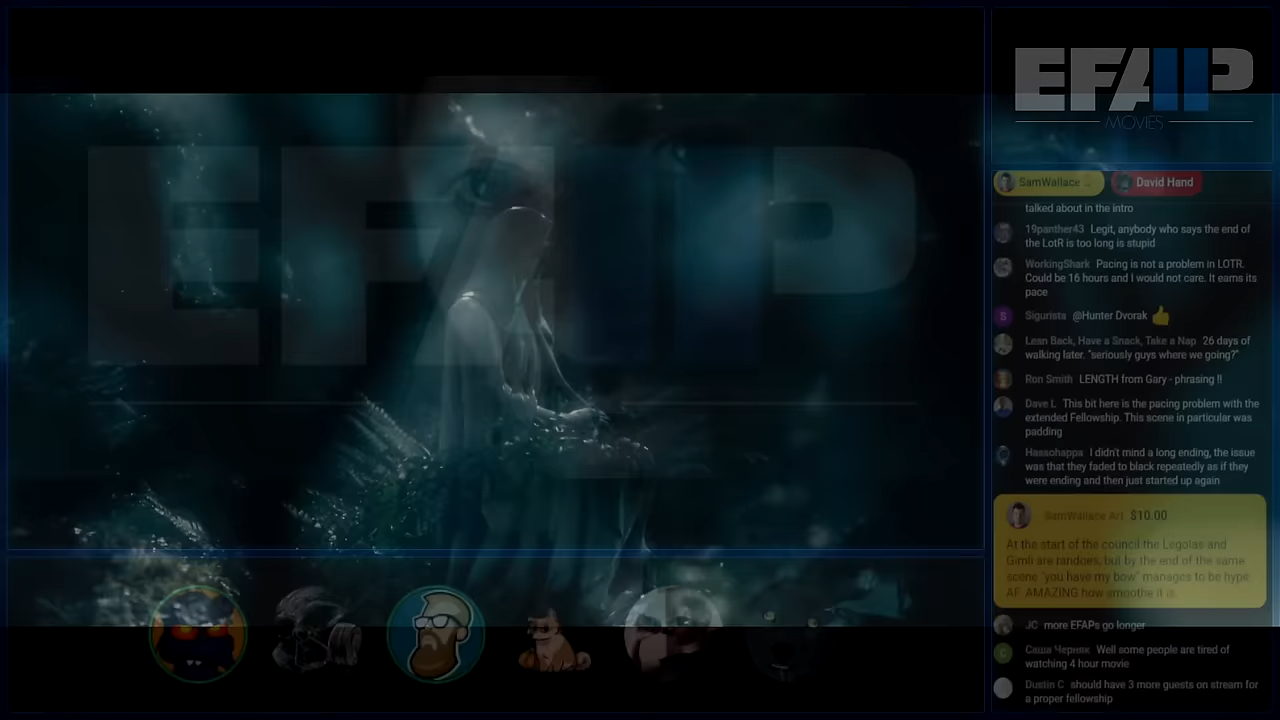 EFAP
EFAP
MOVIES
SamWallace ..
David Hand
talked about in the intro
19panther43 Legit, anybody who says the end of
the LotR is too long is stupid
WorkingShark Pacing is not a problem in LOTR.
Could be 16 hours and I would not care. It earns its
pace
S
Sigurista @Hunter Dvorak
Lean Back, Have a Snack, Take a Nap 26 days of
walking later. "seriously guys where we going?"
Ron Smith LENGTH from Gary - phrasing !!
Dave L This bit here is the pacing problem with the
extended Fellowship. This scene in particular was
padding
Hassohappa I didn't mind a long ending, the issue
was that they faded to black repeatedly as if they
were ending and then just started up again
SamWallace Art $10.00
At the start of the council the Legolas and
Gimli are randoes, but by the end of the same
scene "you have my bow" manages to be hype
AF AMAZING how smoothe it is.
JC more EFAPs go longer
С
Саша Черняк Well some people are tired of
watching 4 hour movie
Dustin C should have 3 more guests on stream for
a proper fellowship